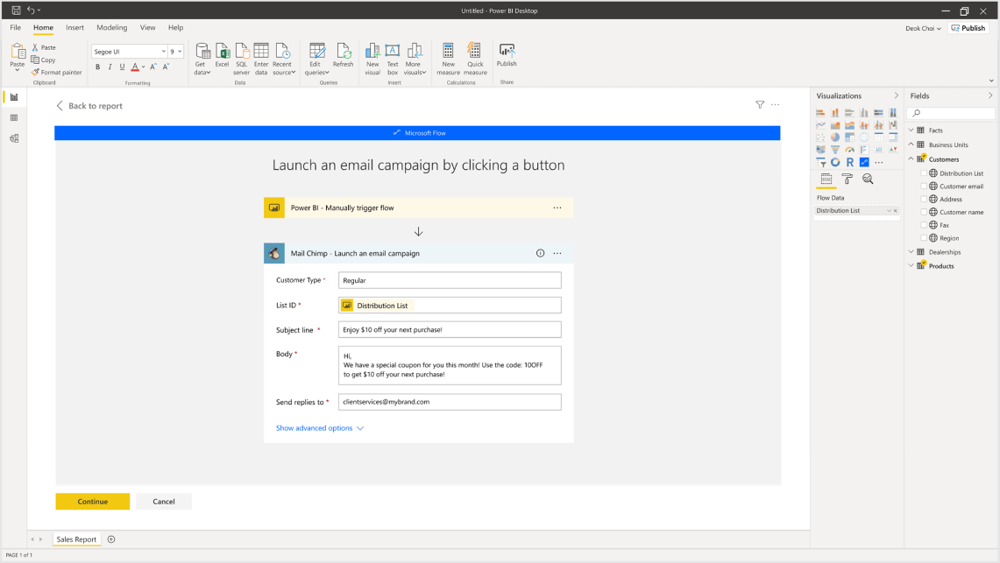 Untitled - Power BI Desktop
File Home Insert Modeling View Help
Deok Choi
Publish
Paste
Cut
Copy
Format painter
Clipboard
Segoe UI
9
B I U A A A
Formatting
Get data
Excel
SQL server
Enter data
Recent source
Data
Edit queries
Refresh
Queries
New visual
Text box
More visuals
Insert
New measure
Quick measure
Calculations
Publish
Share
Back to report
Microsoft Flow
Launch an email campaign by clicking a button
Power BI - Manually trigger flow
Mail Chimp - Launch an email campaign
Customer Type *
Regular
List ID *
Distribution List
Subject line *
Enjoy $10 off your next purchase!
Body *
Hi,
We have a special coupon for you this month! Use the code: 10OFF
to get $10 off your next purchase!
Send replies to *
clientservices@mybrand.com
Show advanced options
Continue
Cancel
Visualizations
R
Flow Data
Distribution List
Fields
Facts
Business Units
Customers
Distribution List
Customer email
Address
Customer name
Fax
Region
Dealerships
Products
Sales Report
PAGE 1 of 1